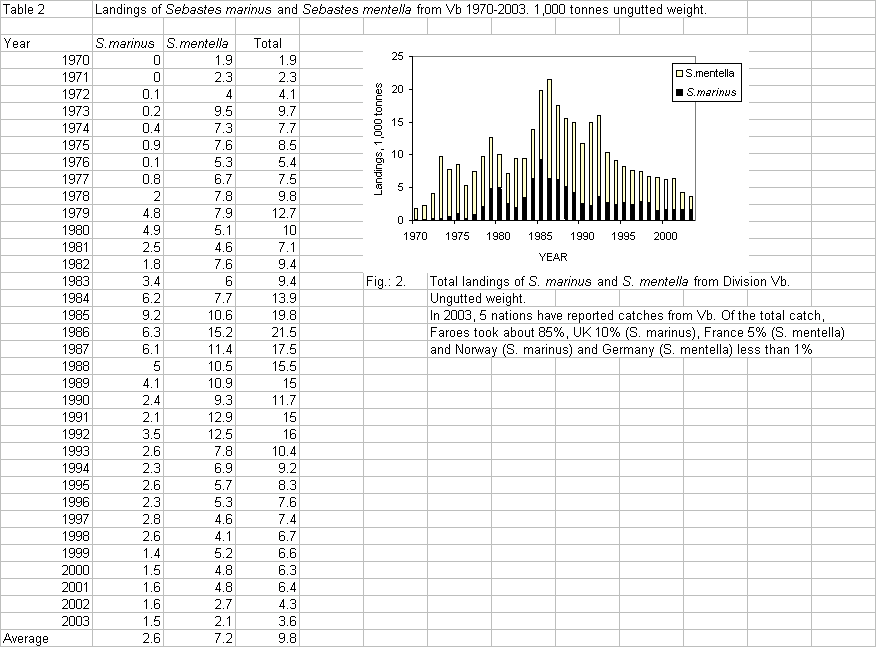 Table 2 Landings of Sebastes marinus and Sebastes mentella from Vb 1970-2003. 1,000 tonnes ungutted weight.
Year S.marinus S.mentella Total
1970 0 1.9 1.9
1971 0 2.3 2.3
1972 0.1 4 4.1
1973 0.2 9.5 9.7
1974 0.4 7.3 7.7
1975 0.9 7.6 8.5
1976 0.1 5.3 5.4
1977 0.8 6.7 7.5
1978 2 7.8 9.8
1979 4.8 7.9 12.7
1980 4.9 5.1 10
1981 2.5 4.6 7.1
1982 1.8 7.6 9.4
1983 3.4 6 9.4
1984 6.2 7.7 13.9
1985 9.2 10.6 19.8
1986 6.3 15.2 21.5
1987 6.1 11.4 17.5
1988 5 10.5 15.5
1989 4.1 10.9 15
1990 2.4 9.3 11.7
1991 2.1 12.9 15
1992 3.5 12.5 16
1993 2.6 7.8 10.4
1994 2.3 6.9 9.2
1995 2.6 5.7 8.3
1996 2.3 5.3 7.6
1997 2.8 4.6 7.4
1998 2.6 4.1 6.7
1999 1.4 5.2 6.6
2000 1.5 4.8 6.3
2001 1.6 4.8 6.4
2002 1.6 2.7 4.3
2003 1.5 2.1 3.6
Average 2.6 7.2 9.8
Landings, 1,000 tonnes
25
20
15
10
5
0
1970 1975 1980 1985 1990 1995 2000
YEAR
S.mentella
S.marinus
Fig.: 2. Total landings of S. marinus and S. mentella from Division Vb.
Ungutted weight.
In 2003, 5 nations have reported catches from Vb. Of the total catch,
Faroes took about 85%, UK 10% (S. marinus), France 5% (S. mentella)
and Norway (S. marinus) and Germany (S. mentella) less than 1%